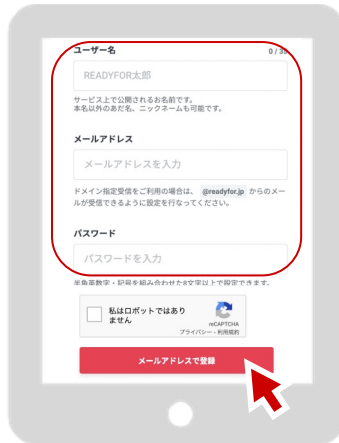 ユーザー名
0/35
READYFOR太郎
サービス上で公開されるお名前です。
本名以外のあだ名、ニックネームも可能です。
メールアドレス
メールアドレスを入力
ドメイン指定受信をご利用の場合は、 @readyfor.jp からのメー
ルが受信できるように設定を行なってください。
パスワード
パスワードを入力
半角英数字・記号を組み合わせた8文字以上で設定できます。
私はロボットではあり
ません
reCAPTCHA
プライバシー - 利用規約
メールアドレスで登録